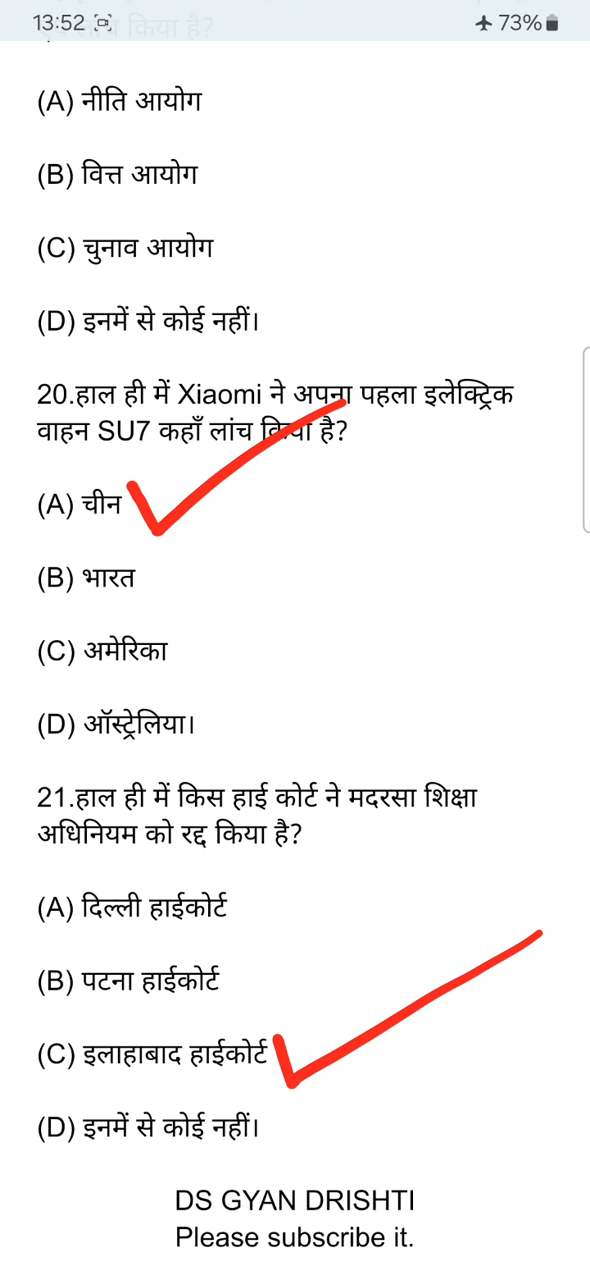 13:52
73%
किया है?
(A) नीति आयोग
(B) वित्त आयोग
(C) चुनाव आयोग
(D) इनमें से कोई नहीं।
20.हाल ही में Xiaomi ने अपना पहला इलेक्ट्रिक
वाहन SU7 कहाँ लांच किया है?
(A) चीन
(B) भारत
(C) अमेरिका
(D) ऑस्ट्रेलिया।
21.हाल ही में किस हाई कोर्ट ने मदरसा शिक्षा
अधिनियम को रद्द किया है?
(A) दिल्ली हाईकोर्ट
(B) पटना हाईकोर्ट
(C) इलाहाबाद हाईकोर्ट
(D) इनमें से कोई नहीं।
DS GYAN DRISHTI
Please subscribe it.